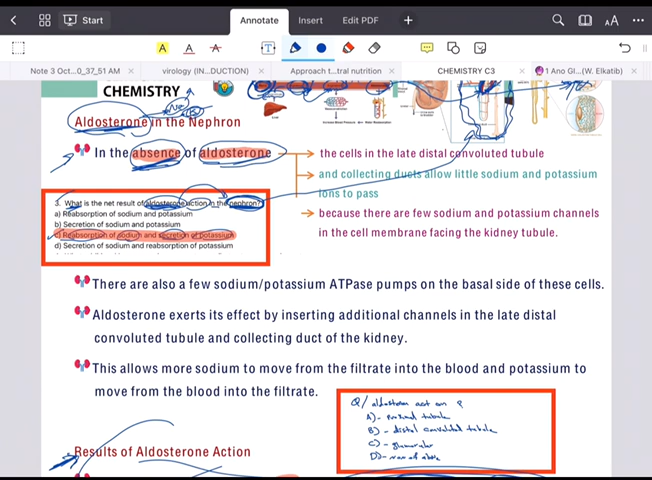 Start
Annotate
Insert
Edit PDF
Note 3 Oct...0_37_51 AM
virology (IN...DUCTION)
Approach t...tral nutrition
CHEMISTRY C3
1 Ano GI...(W. Elkatib)
CHEMISTRY
Aldosterone in the Nephron
In the absence of aldosterone
the cells in the late distal convoluted tubule
and collecting ducts allow little sodium and potassium
ions to pass
because there are few sodium and potassium channels
in the cell membrane facing the kidney tubule.
3. What is the net result of aldosterone action in the nephron?
a) Reabsorption of sodium and potassium
b) Secretion of sodium and potassium
c) Reabsorption of sodium and secretion of potassium
d) Secretion of sodium and reabsorption of potassium
There are also a few sodium/potassium ATPase pumps on the basal side of these cells.
Aldosterone exerts its effect by inserting additional channels in the late distal
convoluted tubule and collecting duct of the kidney.
This allows more sodium to move from the filtrate into the blood and potassium to
move from the blood into the filtrate.
Q/ aldosteron act on ?
A)- proximal tubule
B)- distal convoluted tubule
C)- glomerular
D)- non of above
Results of Aldosterone Action